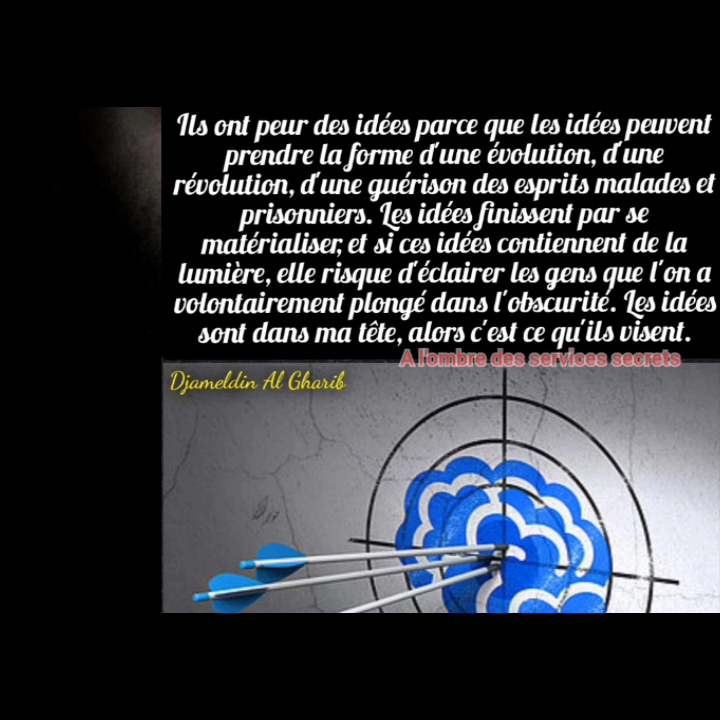 Ils ont peur des idées parce que les idées peuvent
prendre la forme d'une évolution, d'une
révolution, d'une guérison des esprits malades et
prisonniers. Les idées finissent par se
matérialiser, et si ces idées contiennent de la
lumière, elle risque d'éclairer les gens que l'on a
volontairement plongé dans l'obscurité. Les idées
sont dans ma tête, alors c'est ce qu'ils visent.
A l'ombre des services secrets
Djameldin Al Gharib